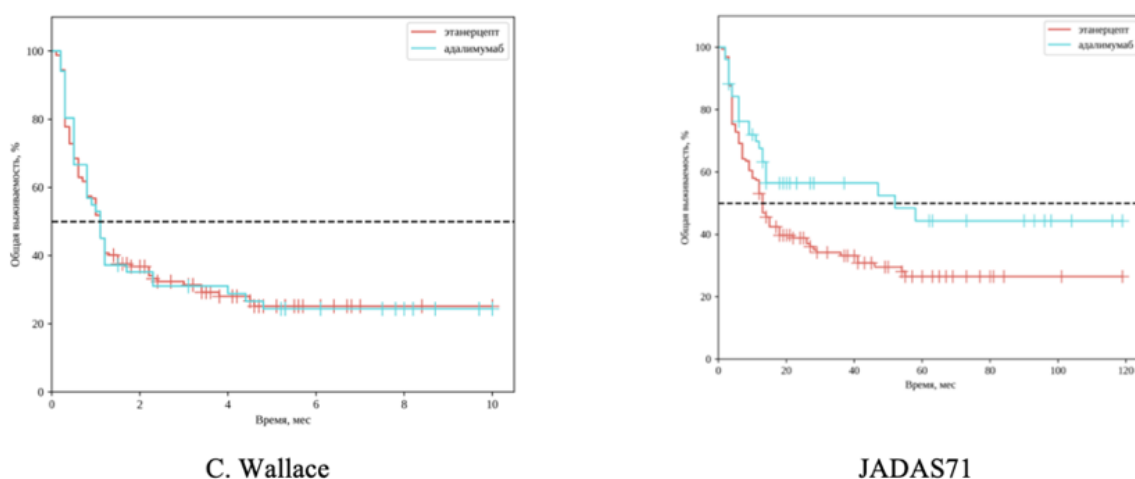 этанерцепт
адалимумаб
100
80
60
40
20
0
Общая выживаемость, %
0 2 4 6 8 10
Время, мес
C. Wallace
этанерцепт
адалимумаб
100
80
60
40
20
0
Общая выживаемость, %
0 20 40 60 80 100 120
Время, мес
JADAS71